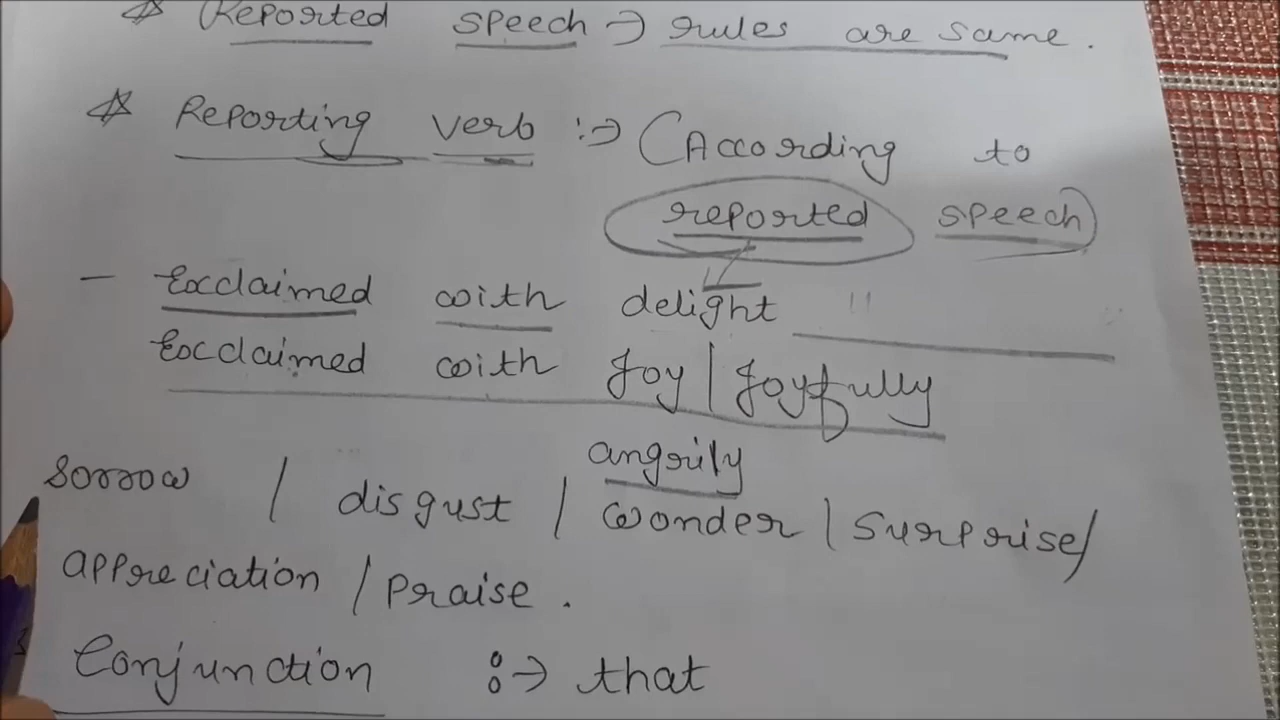 ☆ Reported speech → rules are same.
☆ Reporting verb :→ (According to
reported speech)
- Exclaimed with delight "
Exclaimed with Joy | Joyfully
angrily
sorrow / disgust / wonder | surprise /
appreciation / praise.
Conjunction :→ that